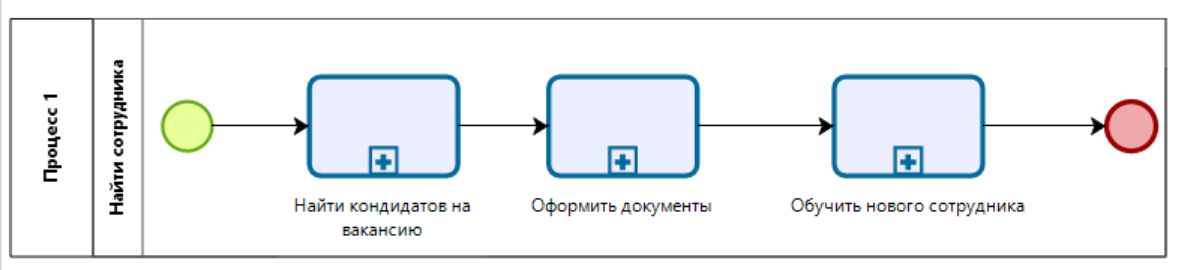 Процесс 1
Найти сотрудника
Найти кондидатов на
вакансию
Оформить документы
Обучить нового сотрудника